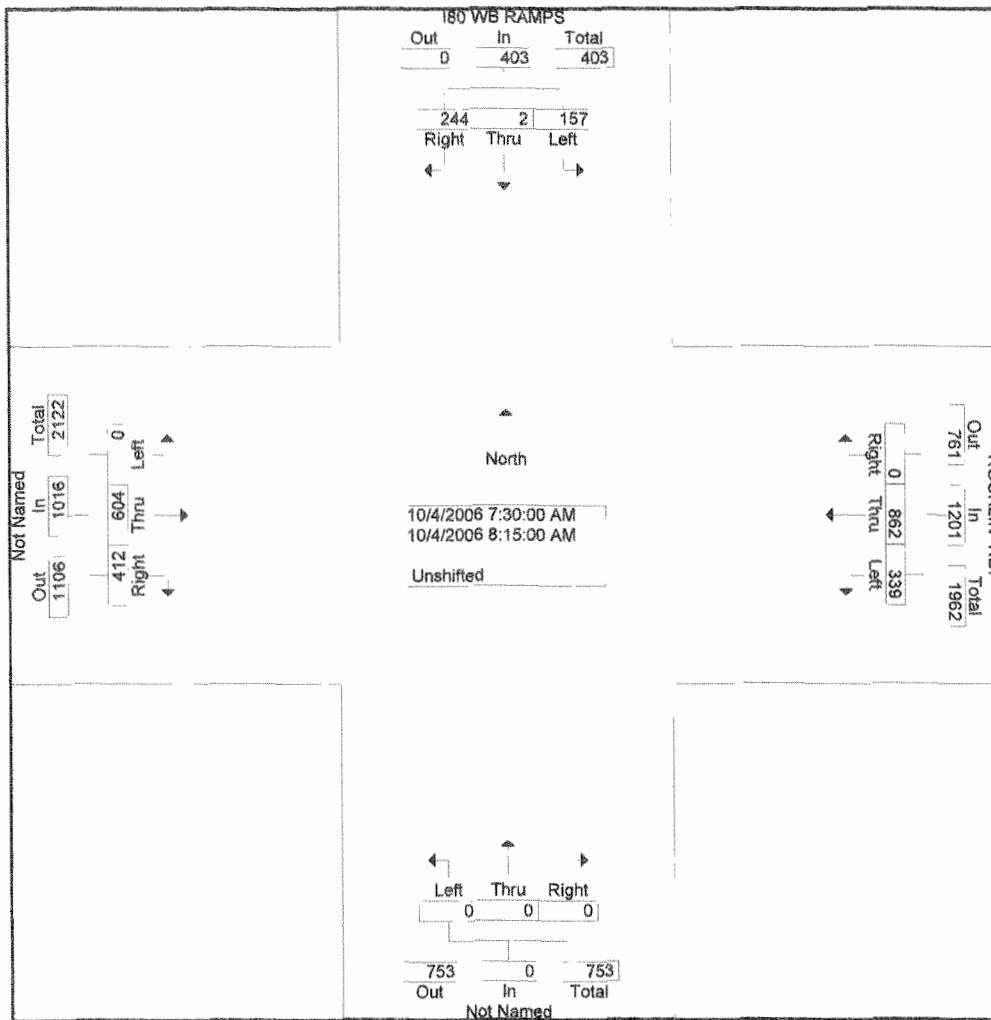 I80 WB RAMPS
Out In Total
0 403 403
244 2 157
Right Thru Left
Total 2122
In 1016
Out 1106
Not Named
0 Left
604 Thru
412 Right
North
10/4/2006 7:30:00 AM
10/4/2006 8:15:00 AM
Unshifted
Right 0
Thru 862
Left 339
Out 761
In 1201
Total 1962
Left Thru Right
0 0 0
753 0 753
Out In Total
Not Named